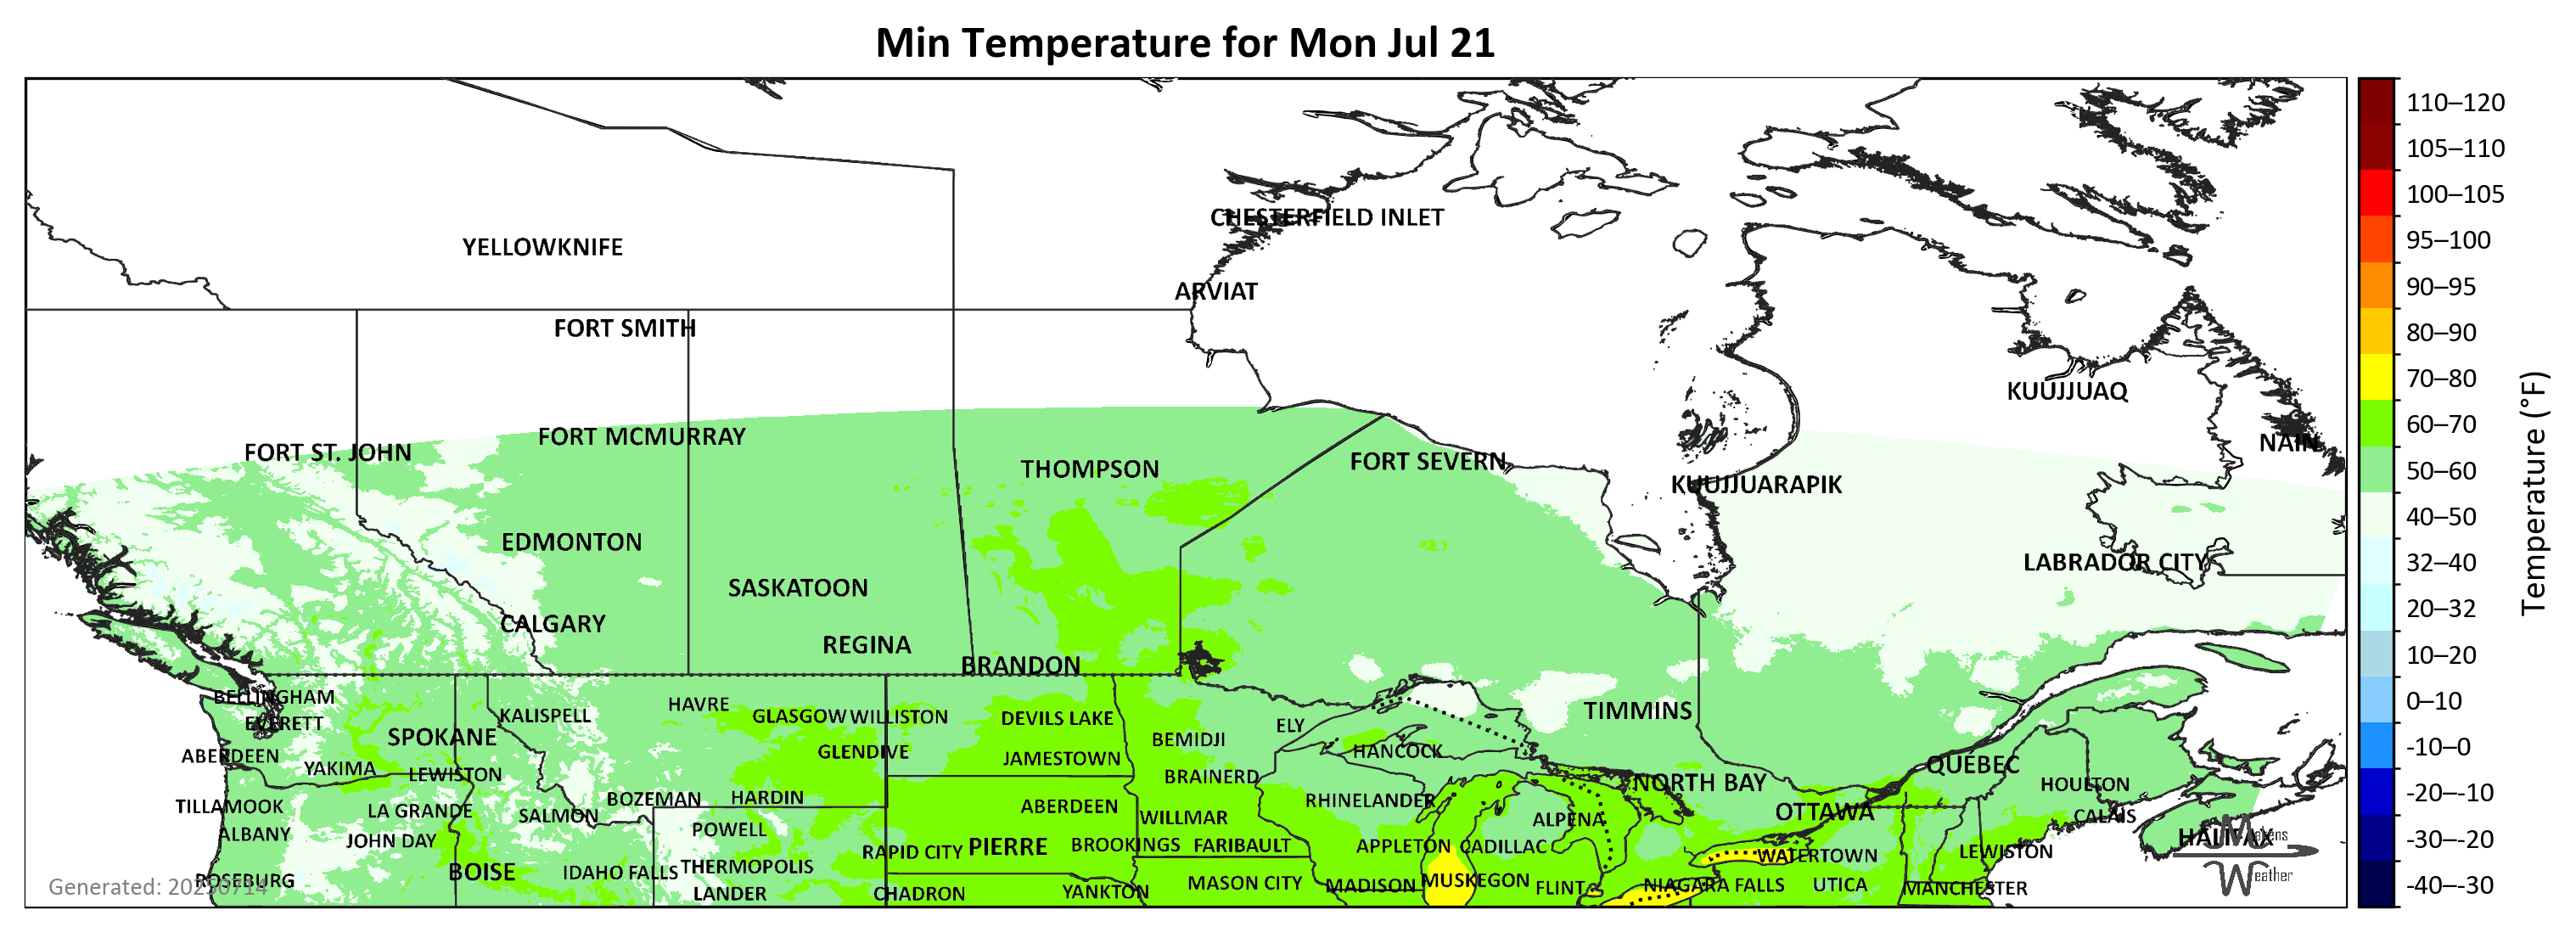 Min Temperature for Mon Jul 21
110–120
105–110
CHESTERFIELD INLET
100–105
YELLOWKNIFE
95–100
ARVIAT
90–95
FORT SMITH
80–90
KUUJJUAQ
70–80
FORT MCMURRAY
60–70
FORT ST. JOHN
NAIN
THOMPSON
FORT SEVERN
50–60
KUUJJUARAPIK
40–50
EDMONTON
LABRADOR CITY
32–40
SASKATOON
20–32
CALGARY
REGINA
BRANDON
10–20
BELLINGHAM
HAVRE
0–10
KALISPELL
GLASGOW
WILLISTON
DEVILS LAKE
TIMMINS
EVERETT
ELY
SPOKANE
BEMIDJI
-10–0
ABERDEEN
GLENDIVE
JAMESTOWN
HANCOCK
QUÉBEC
YAKIMA
LEWISTON
BRAINERD
NORTH BAY
HOULTON
-20–-10
TILLAMOOK
LA GRANDE
BOZEMAN
HARDIN
ABERDEEN
RHINELANDER
OTTAWA
SALMON
WILLMAR
ALPENA
CALAIS
ALBANY
JOHN DAY
POWELL
-30–-20
HALIFAX
Makens
RAPID CITY
PIERRE
BROOKINGS
FARIBAULT
APPLETON
CADILLAC
WATERTOWN
LEWISTON
BOISE
IDAHO FALLS
THERMOPOLIS
Weather
ROSEBURG
Generated: 20250714
MASON CITY
MADISON
MUSKEGON
FLINT
NIAGARA FALLS
UTICA
MANCHESTER
-40–-30
LANDER
CHADRON
YANKTON
Temperature (°F)